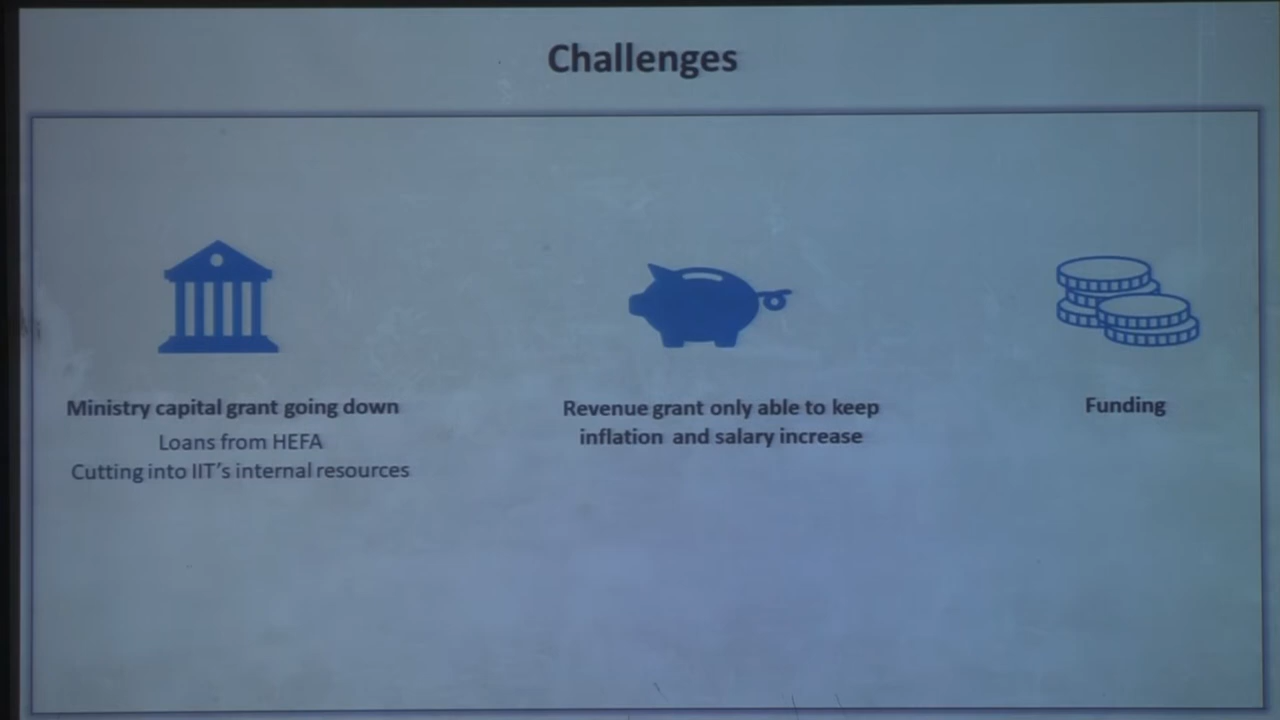 Challenges
Ministry capital grant going down
Loans from HEFA
Cutting into IIT's internal resources
Revenue grant only able to keep
inflation and salary increase
Funding